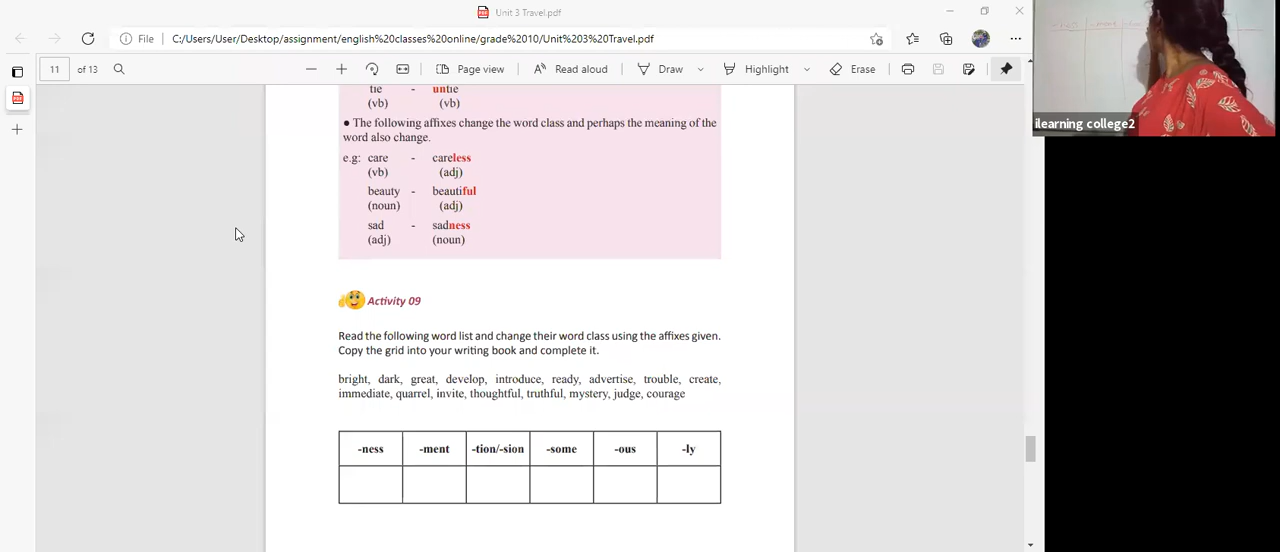 Unit 3 Travel.pdf
File
C:/Users/User/Desktop/assignment/english%20classes%20online/grade%2010/Unit%203%20Travel.pdf
11 of 13
Page view
Read aloud
Draw
Highlight
Erase
ilearning college2
tie - untie
(vb) (vb)
● The following affixes change the word class and perhaps the meaning of the
word also change.
e.g: care - careless
(vb) (adj)
beauty - beautiful
(noun) (adj)
sad - sadness
(adj) (noun)
Activity 09
Read the following word list and change their word class using the affixes given.
Copy the grid into your writing book and complete it.
bright, dark, great, develop, introduce, ready, advertise, trouble, create,
immediate, quarrel, invite, thoughtful, truthful, mystery, judge, courage
-ness -ment -tion/-sion -some -ous -ly